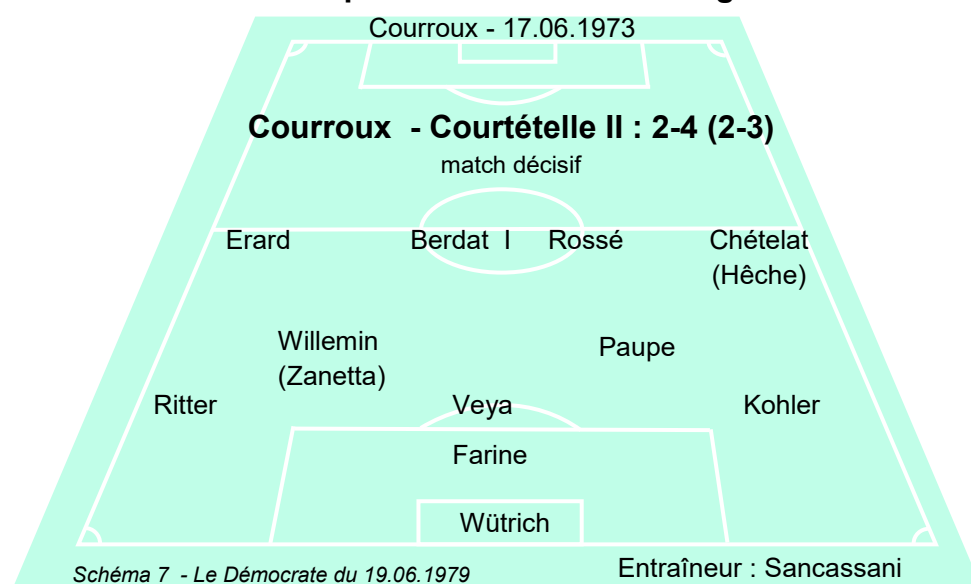 Courroux - 17.06.1973
Courroux - Courtételle II : 2-4 (2-3)
match décisif
Erard Berdat I Rossé Chételat
(Hêche)
Willemin Paupe
(Zanetta)
Ritter Veya Kohler
Farine
Wütrich
Schéma 7 - Le Démocrate du 19.06.1979 Entraîneur : Sancassani